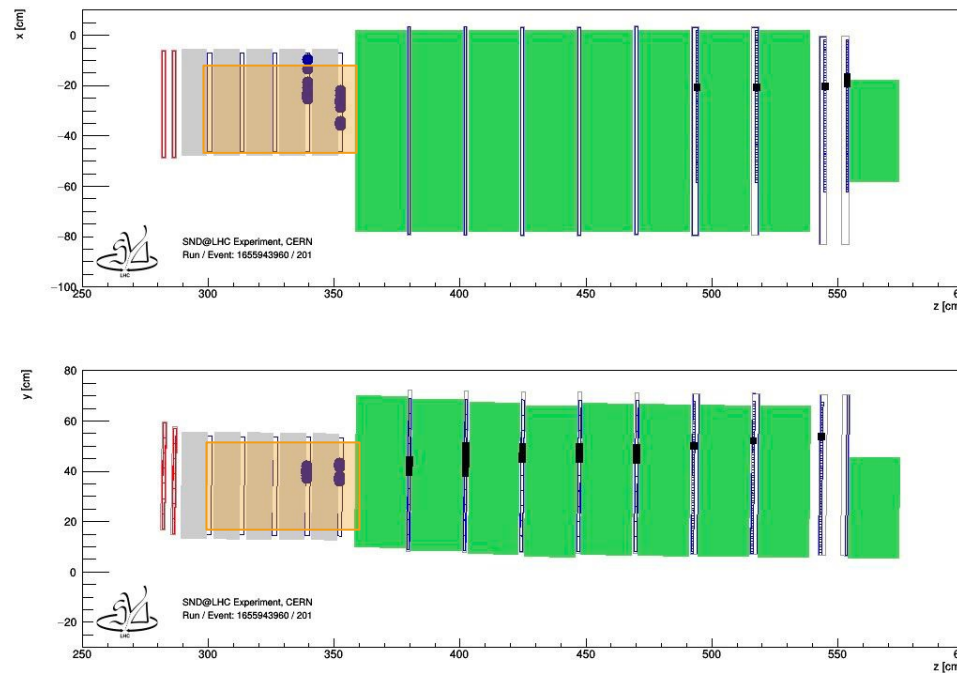 x [cm]
0
−20
−40
−60
−80
−100
SND@LHC Experiment, CERN
Run / Event: 1655943960 / 201
LHC
250 300 350 400 450 500 550
z [cm
y [cm]
80
60
40
20
0
−20
SND@LHC Experiment, CERN
Run / Event: 1655943960 / 201
LHC
250 300 350 400 450 500 550
z [cm